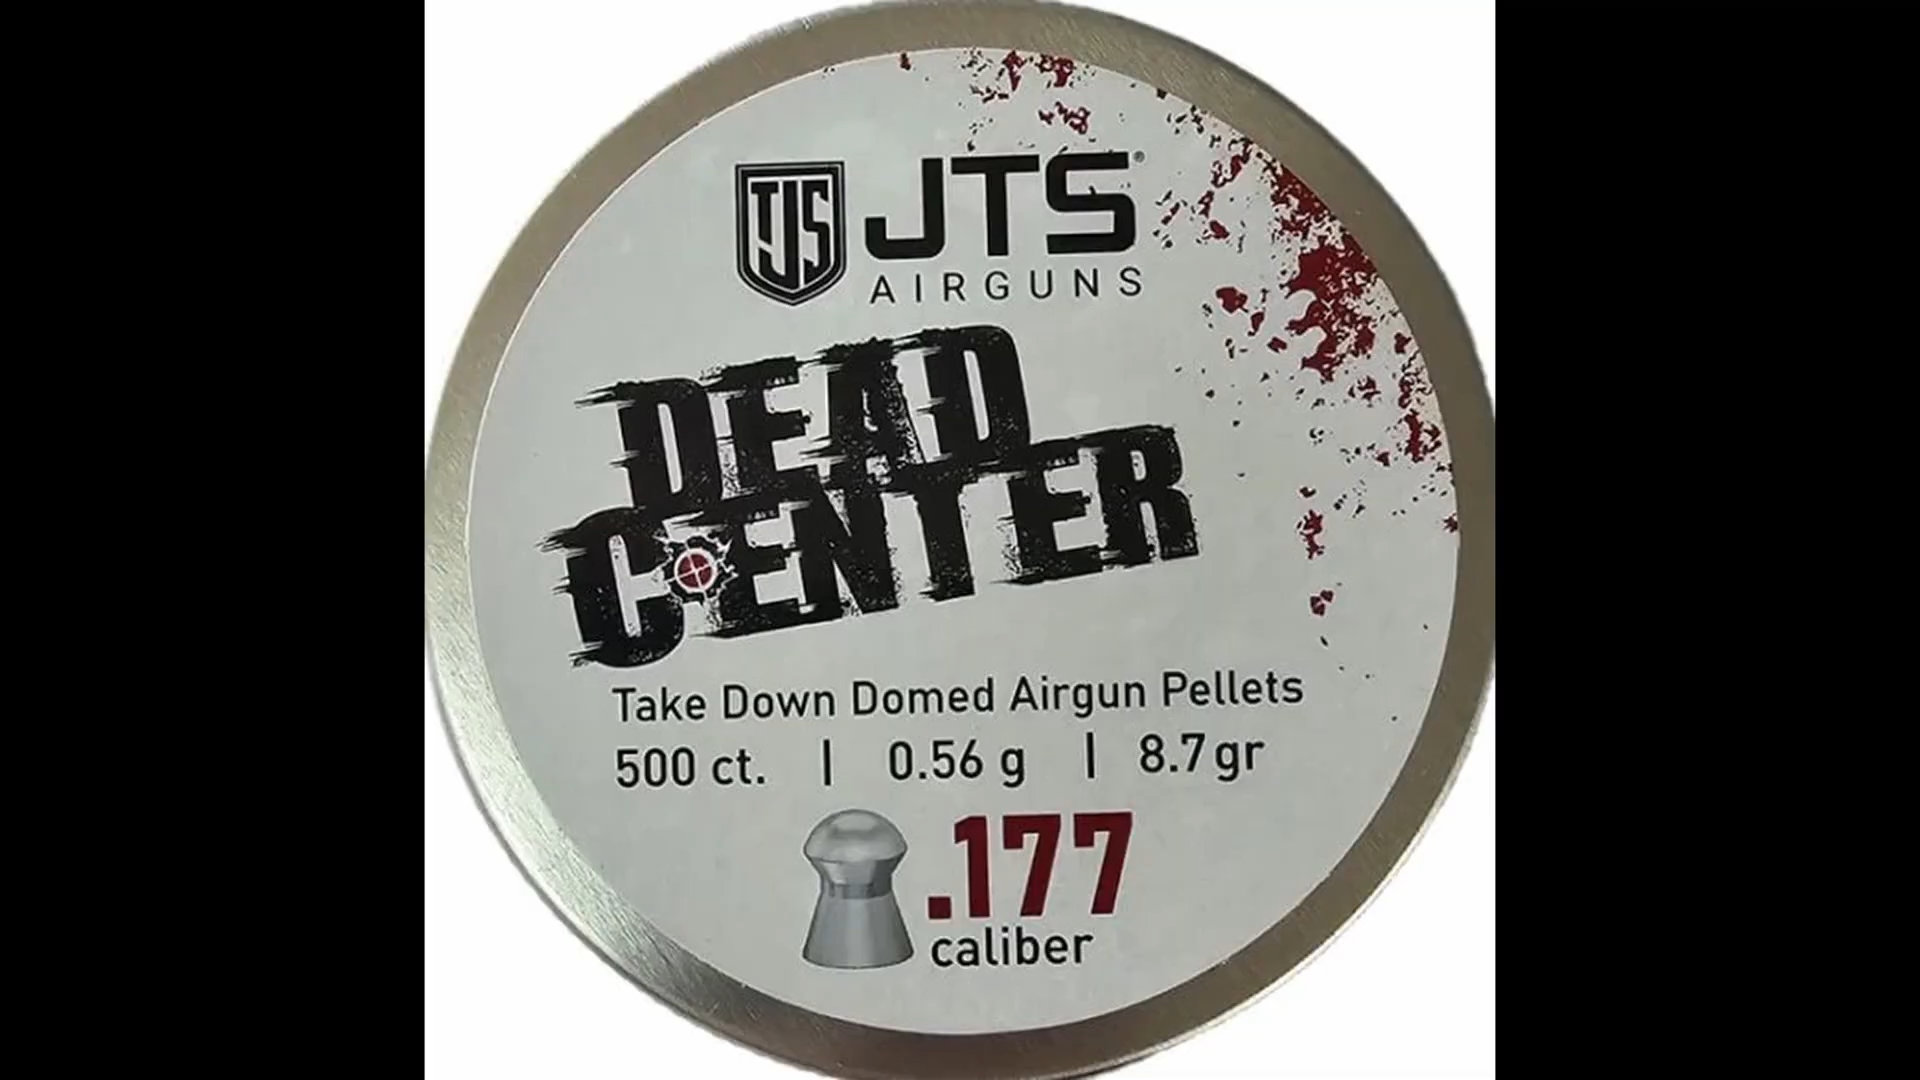 JTS JTS®
AIRGUNS
DEAD
CENTER
Take Down Domed Airgun Pellets
500 ct. | 0.56 g | 8.7 gr
.177
caliber